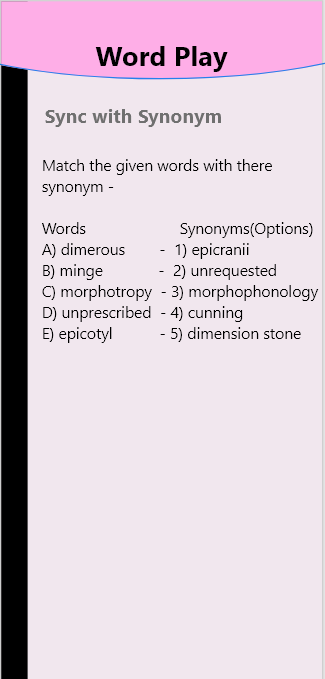 Word Play
Sync with Synonym
Match the given words with there
synonym -
Words Synonyms(Options)
A) dimerous - 1) epicranii
B) minge - 2) unrequested
C) morphotropy - 3) morphophonology
D) unprescribed - 4) cunning
E) epicotyl - 5) dimension stone